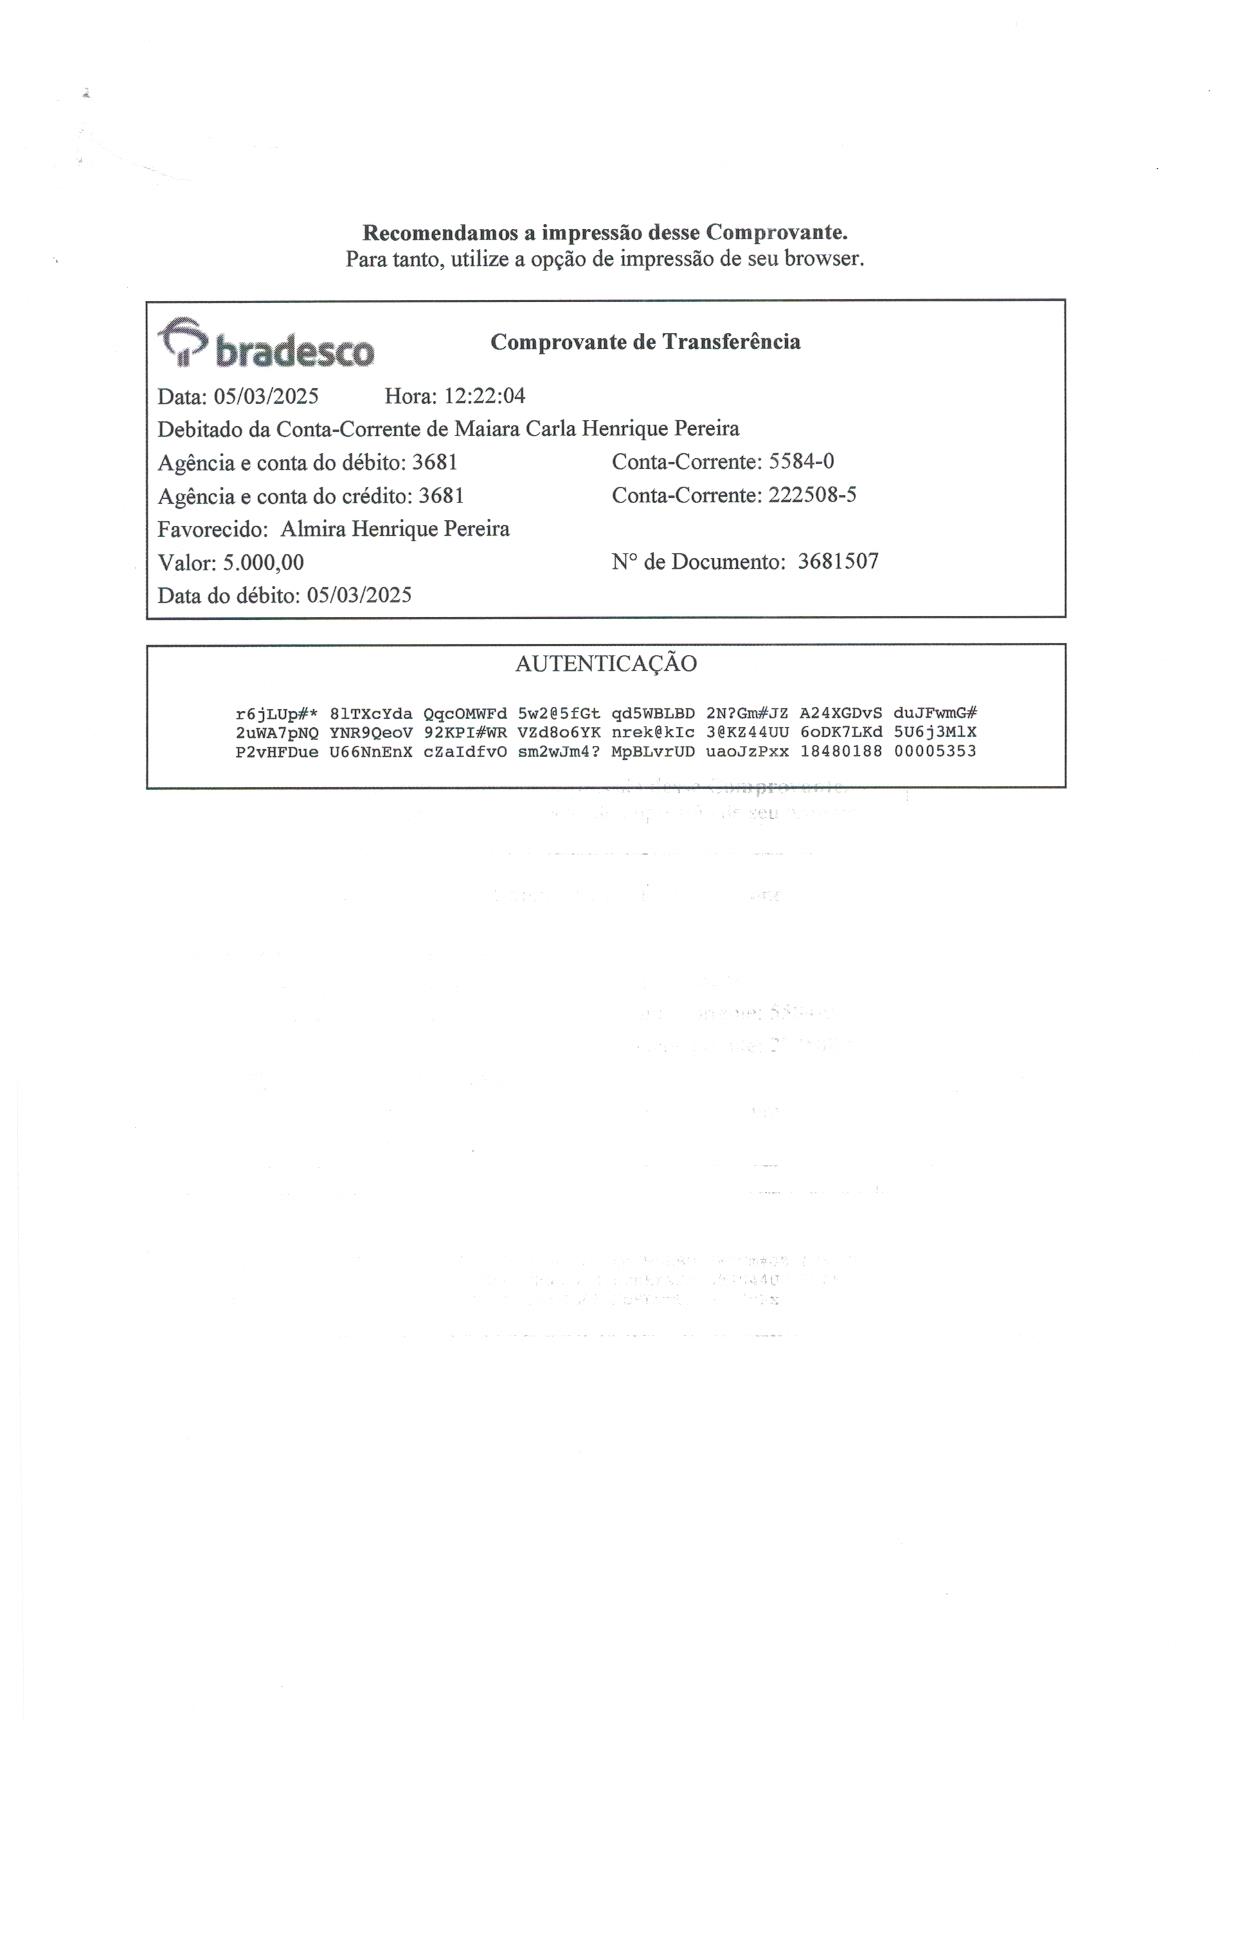 Recomendamos a impressão desse Comprovante.
Para tanto, utilize a opção de impressão de seu browser.
bradesco
Comprovante de Transferência
Data: 05/03/2025 Hora: 12:22:04
Debitado da Conta-Corrente de Maiara Carla Henrique Pereira
Agência e conta do débito: 3681 Conta-Corrente: 5584-0
Agência e conta do crédito: 3681 Conta-Corrente: 222508-5
Favorecido: Almira Henrique Pereira
Valor: 5.000,00 N° de Documento: 3681507
Data do débito: 05/03/2025
AUTENTICAÇÃO
r6jLUp#* 8lTXcYda QqcOMWFd 5w2@5fGt qd5WBLBD 2N?Gm#JZ A24XGDvS duJFwmG#
2uWA7pNQ YNR9QeoV 92KPI#WR VZd8o6YK nrek@kIc 3@KZ44UU 6oDK7LKd 5U6j3MlX
P2vHFDue U66NnEnX cZaIdfvO sm2wJm4? MpBLvrUD uaoJzPxx 18480188 00005353